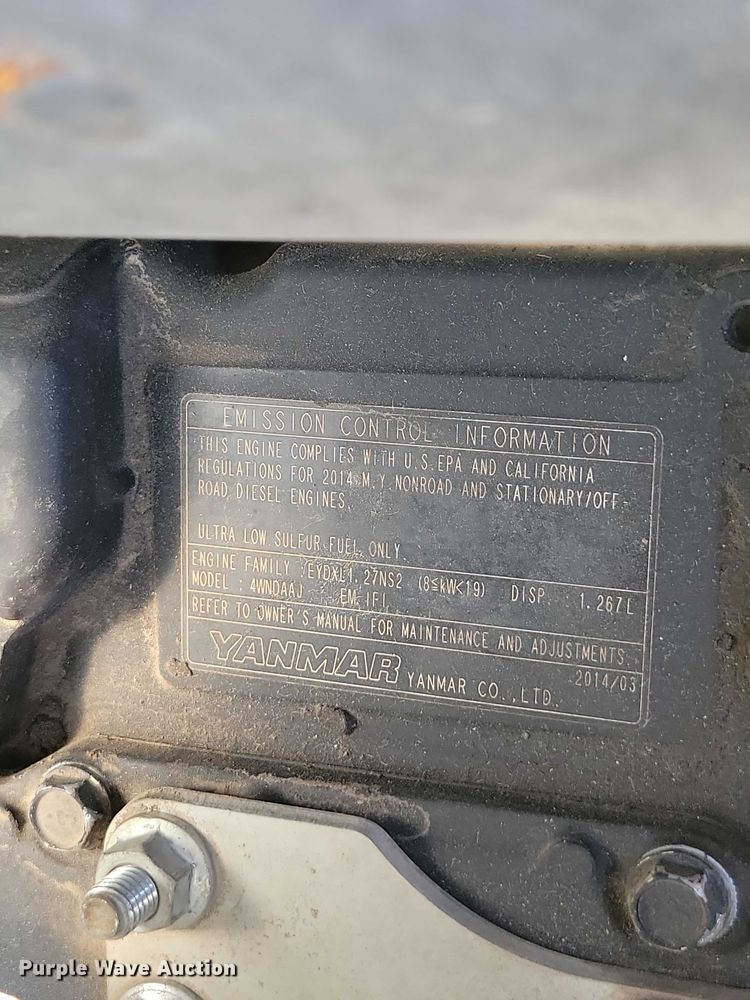 EMISSION CONTROL INFORMATION
THIS ENGINE COMPLIES WITH U.S.EPA AND CALIFORNIA
REGULATIONS FOR 2014 M.Y. NONROAD AND STATIONARY/OFF-
ROAD DIESEL ENGINES.
ULTRA LOW SULFUR FUEL ONLY.
ENGINE FAMILY : EYDXL1.27NS2 (8≤kW<19) DISP. 1.267L
MODEL : 4WNDAAJ EM IFI
REFER TO OWNER'S MANUAL FOR MAINTENANCE AND ADJUSTMENTS.
YANMAR YANMAR CO.,LTD. 2014/03
Purple Wave Auction